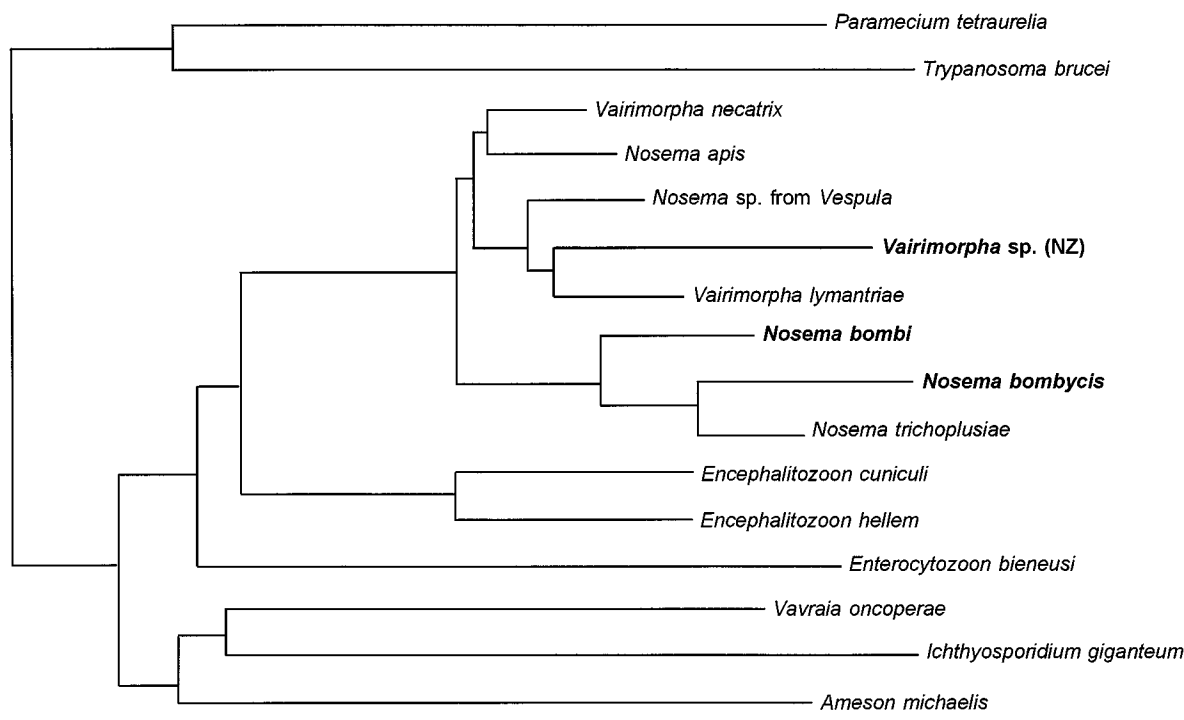 Paramecium tetraurelia
Trypanosoma brucei
Vairimorpha necatrix
Nosema apis
Nosema sp. from Vespula
Vairimorpha sp. (NZ)
Vairimorpha lymantriae
Nosema bombi
Nosema bombycis
Nosema trichoplusiae
Encephalitozoon cuniculi
Encephalitozoon hellem
Enterocytozoon bieneusi
Vavraia oncoperae
Ichthyosporidium giganteum
Ameson michaelis